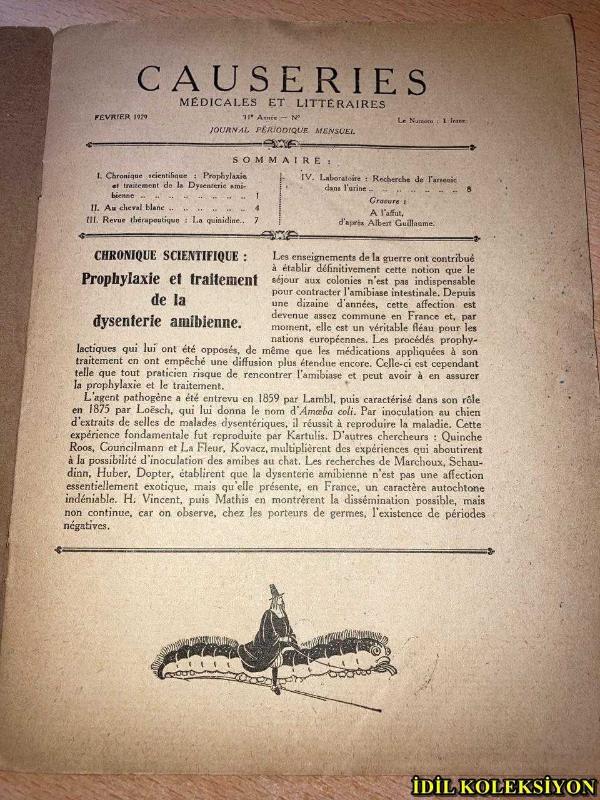 CAUSERIES
MÉDICALES ET LITTÉRAIRES
FEVRIER 1929
11e Année — No
Le Numero : 1 franc
JOURNAL PÉRIODIQUE MENSUEL
SOMMAIRE :
I. Chronique scientifique : Prophylaxie
et traitement de la Dysenterie ami-
bienne .. .. .. .. .. .. .. .. 1
II. Au cheval blanc .. .. .. .. .. 4
III. Revue thérapeutique : La quinidine.. 7
IV. Laboratoire : Recherche de l'arsenic
dans l'urine .. .. .. .. .. .. .. 8
Gravure :
A l'affut,
d'après Albert Guillaume.
CHRONIQUE SCIENTIFIQUE :
Prophylaxie et traitement
de la
dysenterie amibienne.
Les enseignements de la guerre ont contribué
à établir définitivement cette notion que le
séjour aux colonies n'est pas indispensable
pour contracter l'amibiase intestinale. Depuis
une dizaine d'années, cette affection est
devenue assez commune en France et, par
moment, elle est un véritable fléau pour les
nations européennes. Les procédés prophy-
lactiques qui lui ont été opposés, de même que les médications appliquées à son
traitement en ont empêché une diffusion plus étendue encore. Celle-ci est cependant
telle que tout praticien risque de rencontrer l'amibiase et peut avoir à en assurer
la prophylaxie et le traitement.
L'agent pathogène a été entrevu en 1859 par Lambl, puis caractérisé dans son rôle
en 1875 par Loësch, qui lui donna le nom d'Amœba coli. Par inoculation au chien
d'extraits de selles de malades dysentériques, il réussit à reproduire la maladie. Cette
expérience fondamentale fut reproduite par Kartulis. D'autres chercheurs : Quinche
Roos, Councilmann et La Fleur, Kovacz, multiplièrent des expériences qui aboutirent
à la possibilité d'inoculation des amibes au chat. Les recherches de Marchoux, Schau-
dinn, Huber, Dopter, établirent que la dysenterie amibienne n'est pas une affection
essentiellement exotique, mais qu'elle présente, en France, un caractère autochtone
indéniable. H. Vincent, puis Mathis en montrèrent la dissémination possible, mais
non continue, car on observe, chez les porteurs de germes, l'existence de périodes
négatives.
İDİL KOLEKSİYON